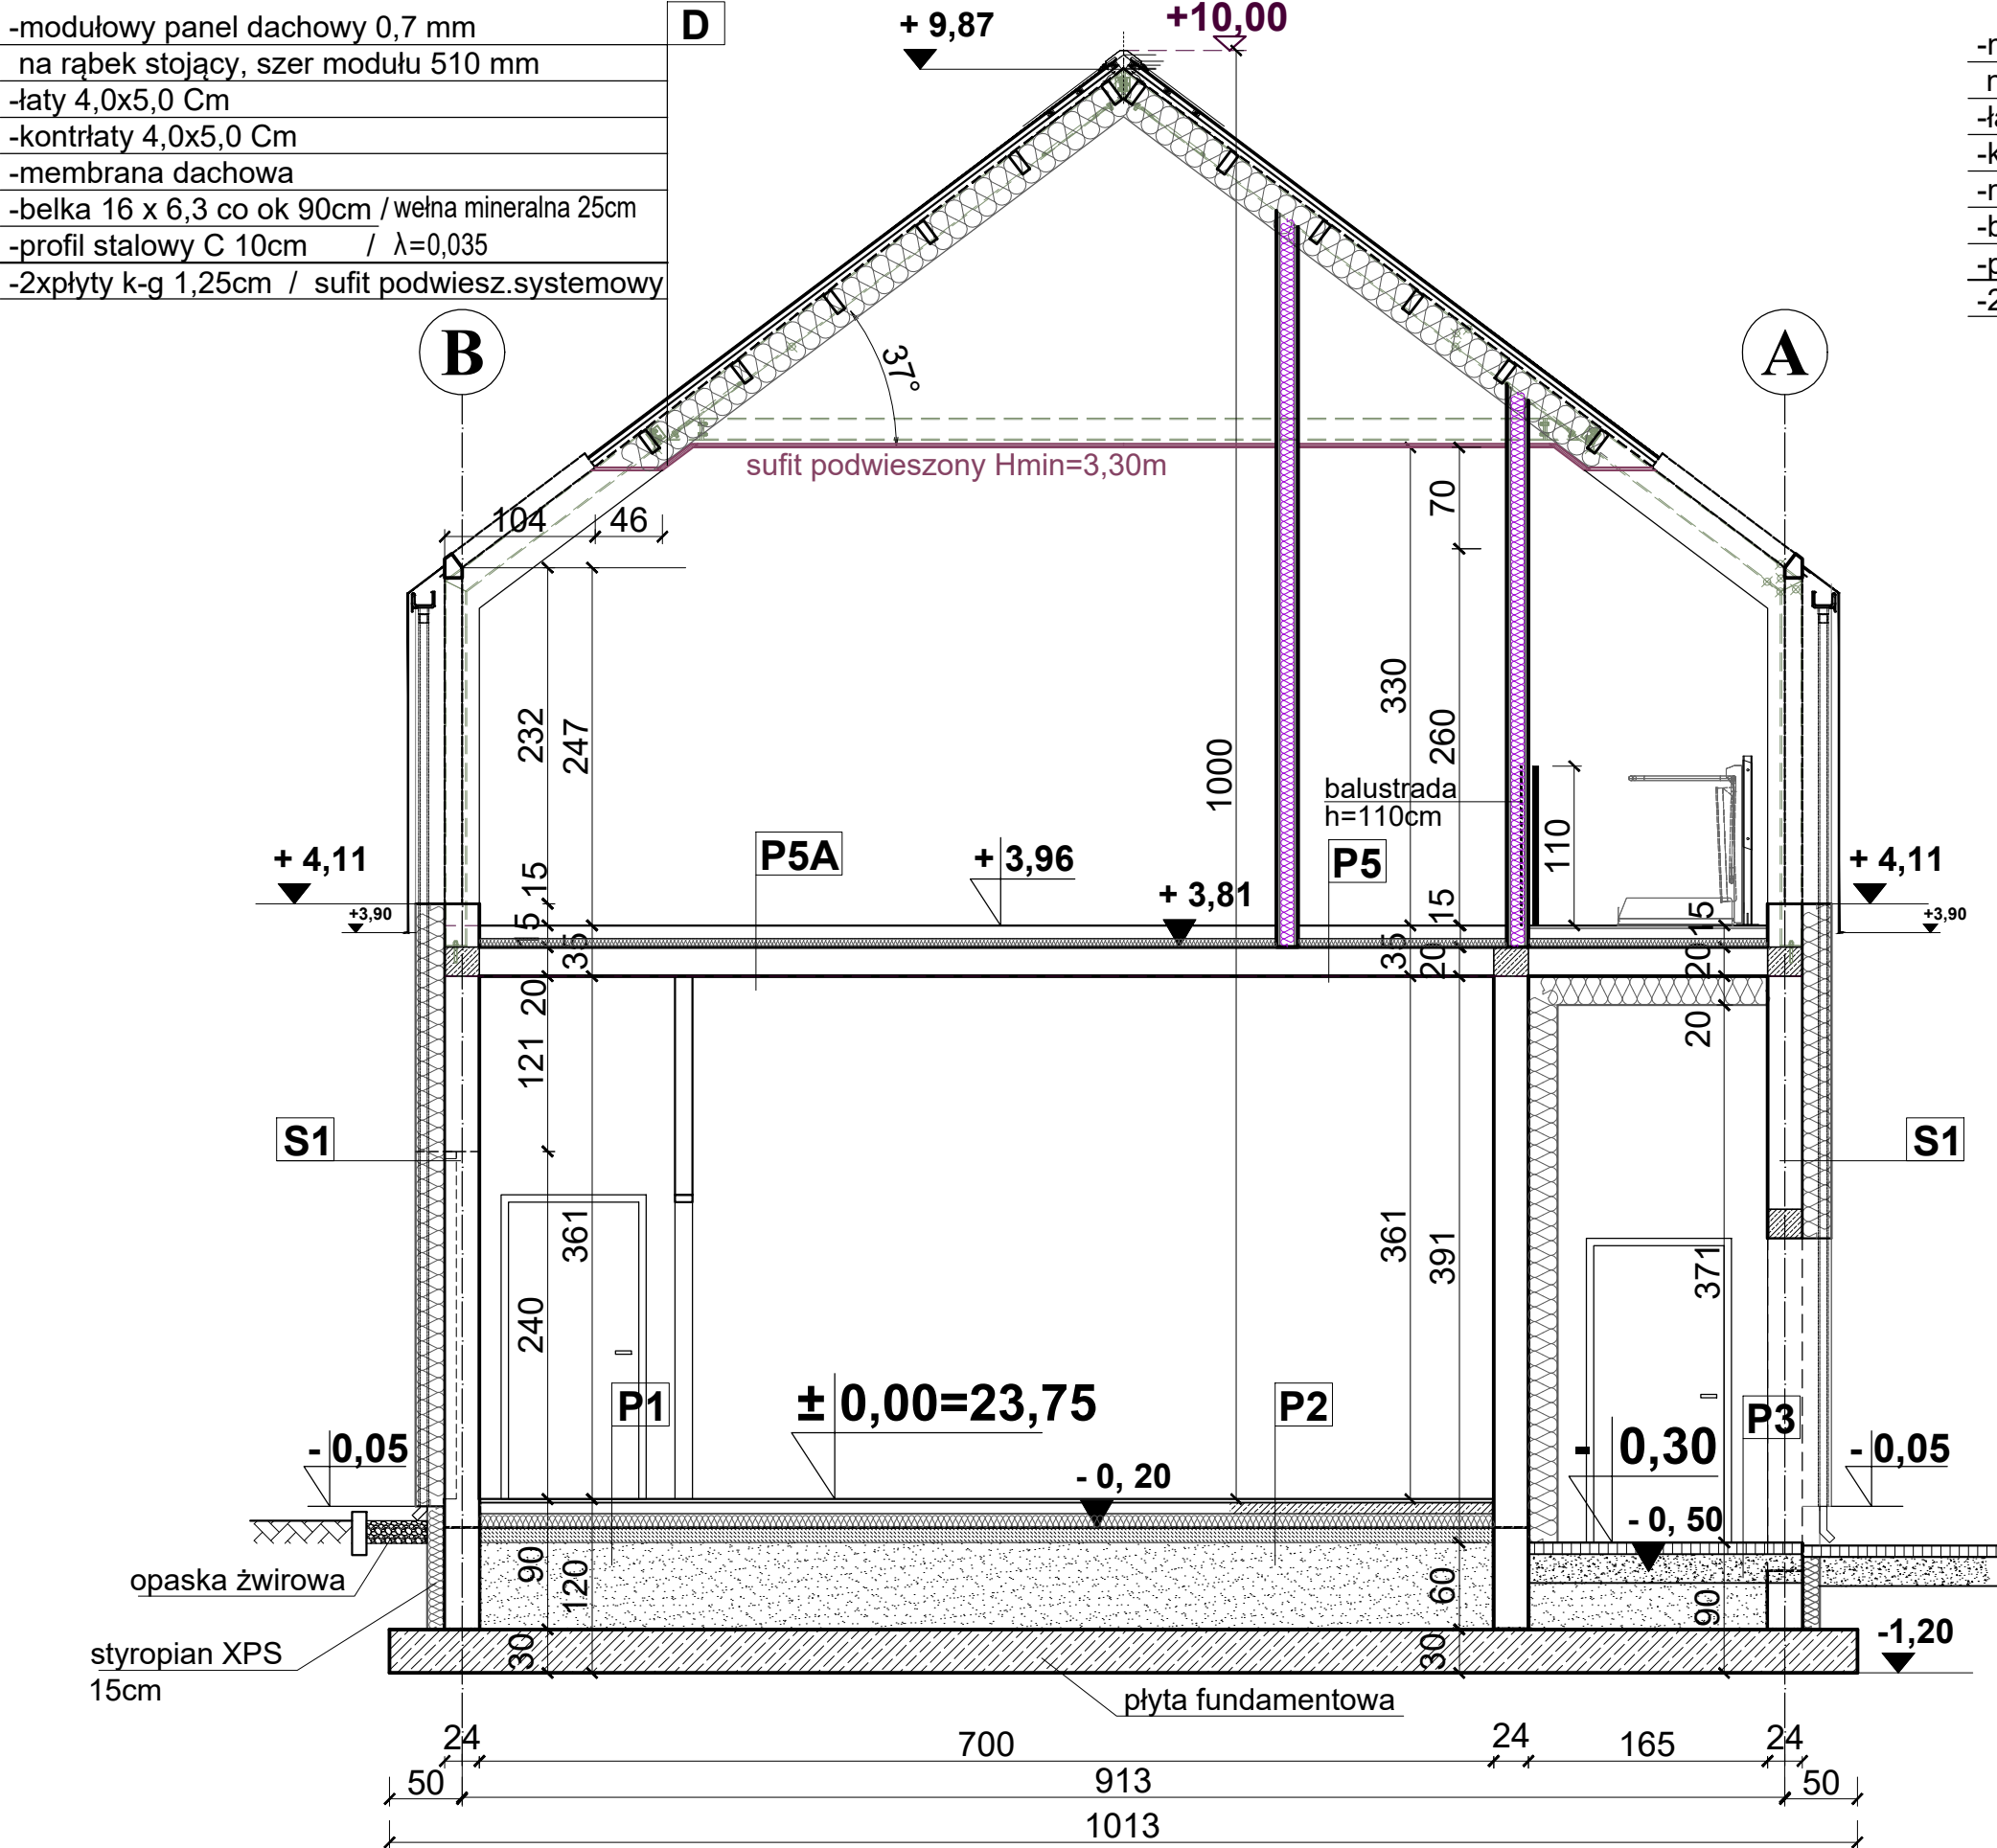 -modułowy panel dachowy 0,7 mm
na rąbek stojący, szer modułu 510 mm
-łaty 4,0x5,0 Cm
-kontrłaty 4,0x5,0 Cm
-membrana dachowa
-belka 16 x 6,3 co ok 90cm / wełna mineralna 25cm
-profil stalowy C 10cm / λ=0,035
-2xpłyty k-g 1,25cm / sufit podwiesz.systemowy
D
+ 9,87
+10,00
B
A
37°
sufit podwieszony Hmin=3,30m
104
46
70
232
247
330
260
1000
balustrada
h=110cm
110
+ 4,11
P5A
+ 3,96
P5
+ 4,11
+ 3,81
+3,90
+3,90
15
15
15
5
35
35
20
20
20
20
121
S1
S1
361
361
391
371
240
P1
± 0,00=23,75
P2
P3
- 0,05
- 0,30
- 0,05
- 0, 20
- 0, 50
90
120
60
90
opaska żwirowa
30
30
-1,20
styropian XPS
15cm
płyta fundamentowa
24
700
24
165
24
50
913
50
1013